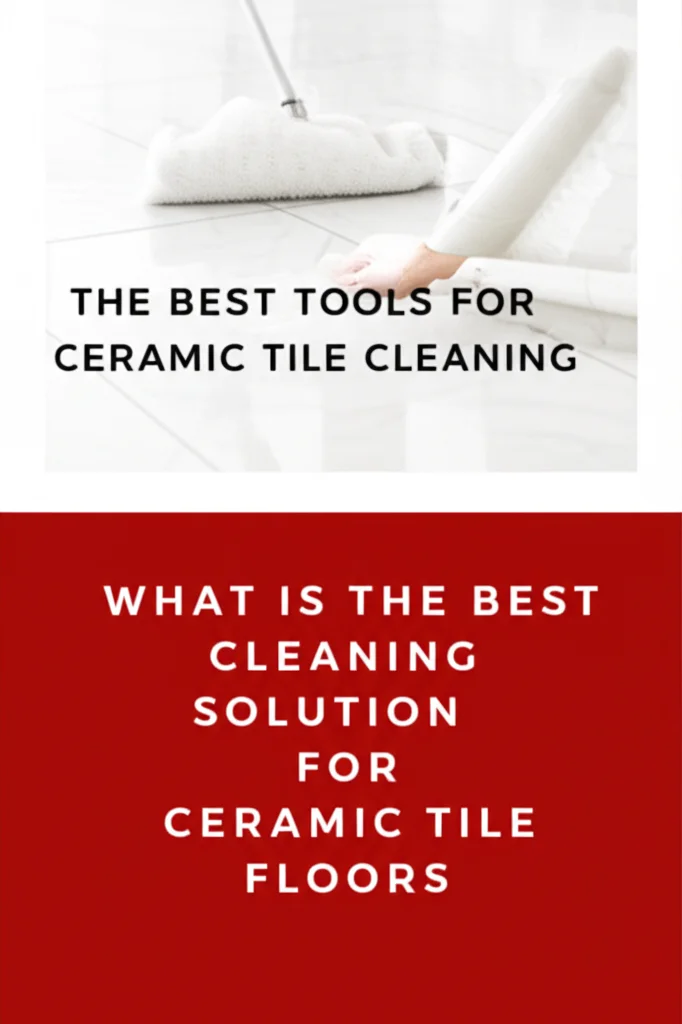 THE BEST TOOLS FOR
CERAMIC TILE CLEANING
WHAT IS THE BEST
CLEANING
SOLUTION
FOR
CERAMIC TILE
FLOORS